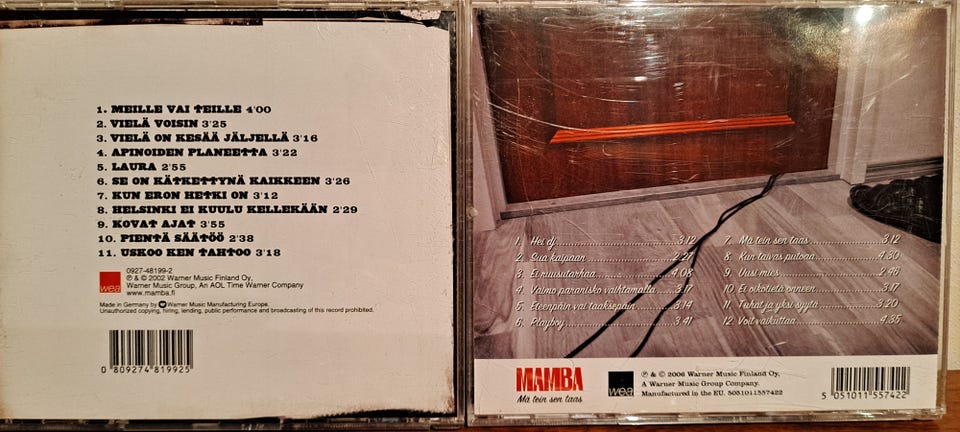 1. MEILLE VAI TEILLE 4'00
2. VIELÄ VOISIN 3'25
3. VIELÄ ON KESÄÄ JÄLJELLÄ 3'16
4. APINOIDEN PLANEETTA 3'22
5. LAURA 2'55
6. SE ON KÄTKETTYNÄ KAIKKEEN 3'26
7. KUN ERON HETKI ON 3'12
8. HELSINKI EI KUULU KELLEKÄÄN 2'29
9. KOVAT AJAT 3'55
10. PIENTÄ SÄÄTÖÖ 2'38
11. USKOO KEN TAHTOO 3'18
wea
0927-48199-2
℗ & © 2002 Warner Music Finland Oy,
Warner Music Group, An AOL Time Warner Company
www.mamba.fi
Made in Germany by Warner Music Manufacturing Europe.
Unauthorized copying, hiring, lending, public performance and broadcasting of this record prohibited.
0 809274 819925
1. Hei dj 3.12
2. Sua kaipaan 2.27
3. Ei ruusutarhaa 4.08
4. Vaimo paranisko vaihtamalla 3.17
5. Eteenpäin vai taaksepäin 3.14
6. Playboy 3.41
7. Mä tein sen taas 3.12
8. Kun taivas putoaa 4.30
9. Uusi mies 2.46
10. Ei oikotietä onneen 3.17
11. Tuhat ja yksi syytä 3.20
12. Voit vaikuttaa 4.35
MAMBA
Mä tein sen taas
wea
℗ & © 2006 Warner Music Finland Oy,
A Warner Music Group Company.
Manufactured in the EU. 5051011557422
5 051011 557422